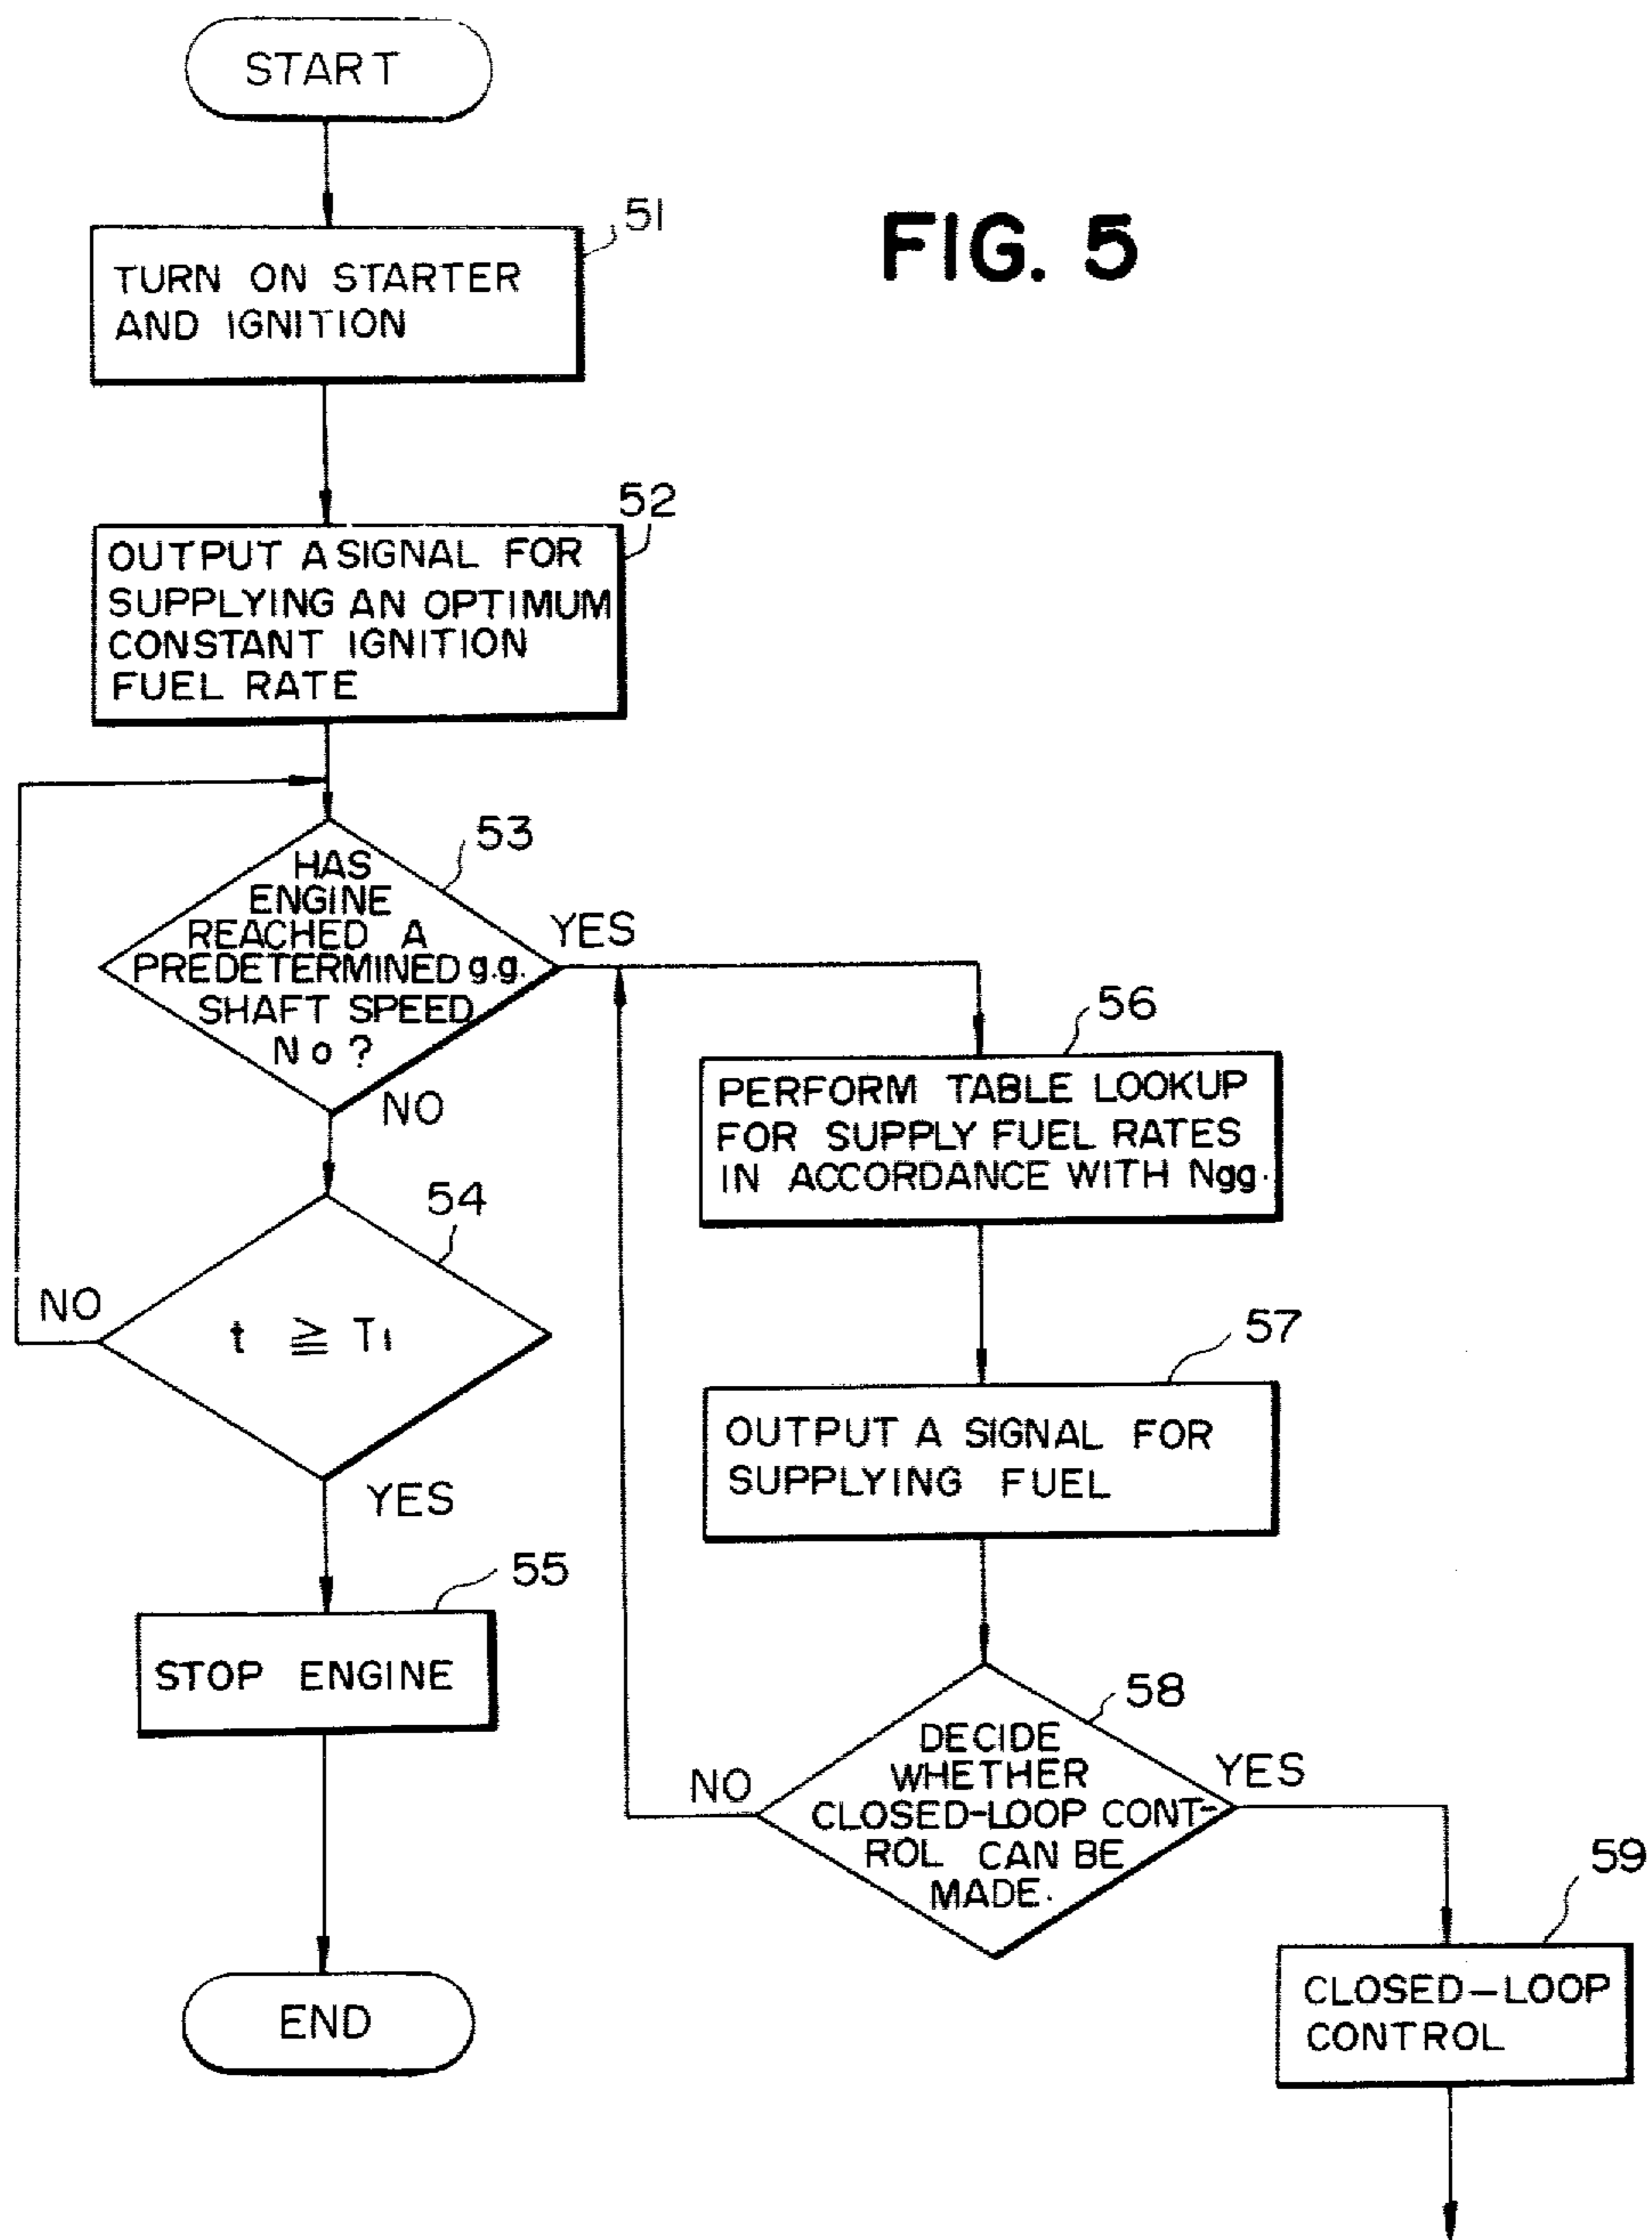 START
FIG. 5
51
TURN ON STARTER
AND IGNITION
52
OUTPUT A SIGNAL FOR
SUPPLYING AN OPTIMUM
CONSTANT IGNITION
FUEL RATE
53
HAS
ENGINE
REACHED A
PREDETERMINED g.g.
SHAFT SPEED
No?
YES
NO
54
t ≧ T1
NO
YES
55
STOP ENGINE
END
56
PERFORM TABLE LOOKUP
FOR SUPPLY FUEL RATES
IN ACCORDANCE WITH Ngg.
57
OUTPUT A SIGNAL FOR
SUPPLYING FUEL
58
DECIDE
WHETHER
CLOSED-LOOP CONT-
ROL CAN BE
MADE.
NO
YES
59
CLOSED-LOOP
CONTROL